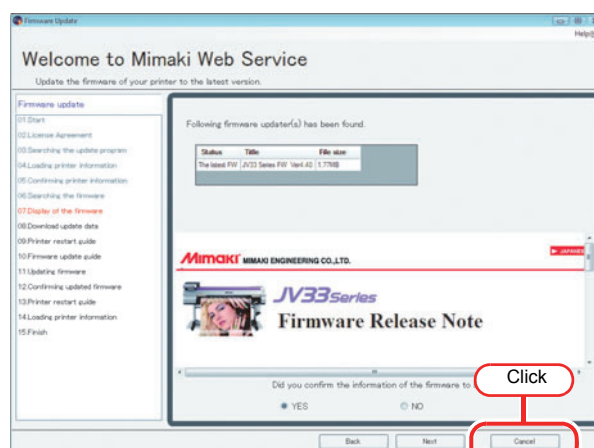 Firmware Update
Help
Welcome to Mimaki Web Service
Update the firmware of your printer to the latest version.
Firmware update
01.Start
02.License Agreement
03.Searching the update program
04.Loading printer information
05.Confirming printer information
06.Searching the firmware
07.Display of the firmware
08.Download update data
09.Printer restart guide
10.Firmware update guide
11.Updating firmware
12.Confirming updated firmware
13.Printer restart guide
14.Loading printer information
15.Finish
Following firmware updater(s) has been found.
Status Title File size
The latest FW JV33 Series FW Ver4.40 1.77MB
Mimaki MIMAKI ENGINEERING CO.,LTD.
JV33 Series
Firmware Release Note
Did you confirm the information of the firmware to
Click
YES NO
Back Next Cancel